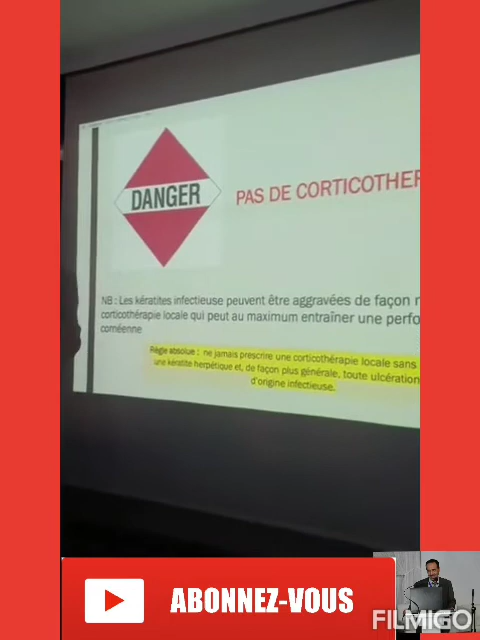 DANGER
PAS DE CORTICOTHER
NB : Les kératites infectieuse peuvent être aggravées de façon
corticothérapie locale qui peut au maximum entraîner une perfo
cornéenne
Règle absolue : ne jamais prescrire une corticothérapie locale sans
une kératite herpétique et, de façon plus générale, toute ulcération
d'origine infectieuse.
ABONNEZ-VOUS
FILMIGO